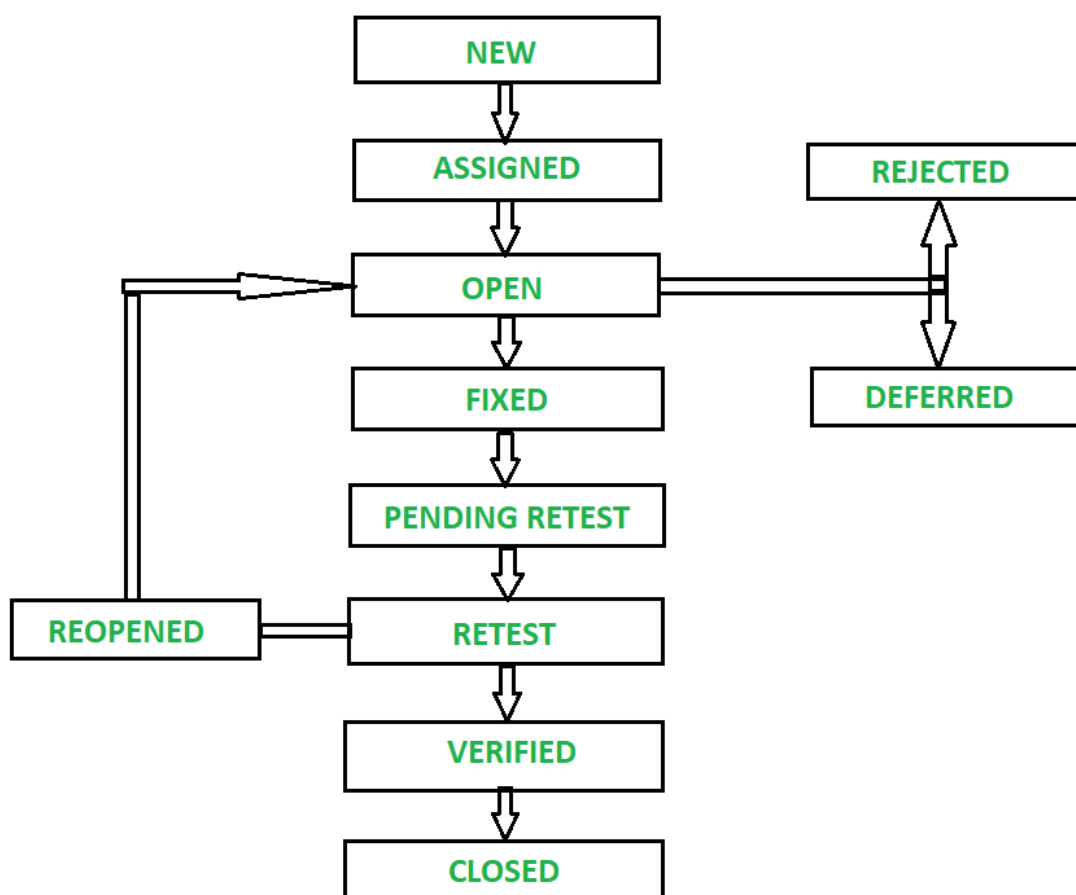 NEW
ASSIGNED
REJECTED
OPEN
FIXED
DEFERRED
PENDING RETEST
REOPENED
RETEST
VERIFIED
CLOSED